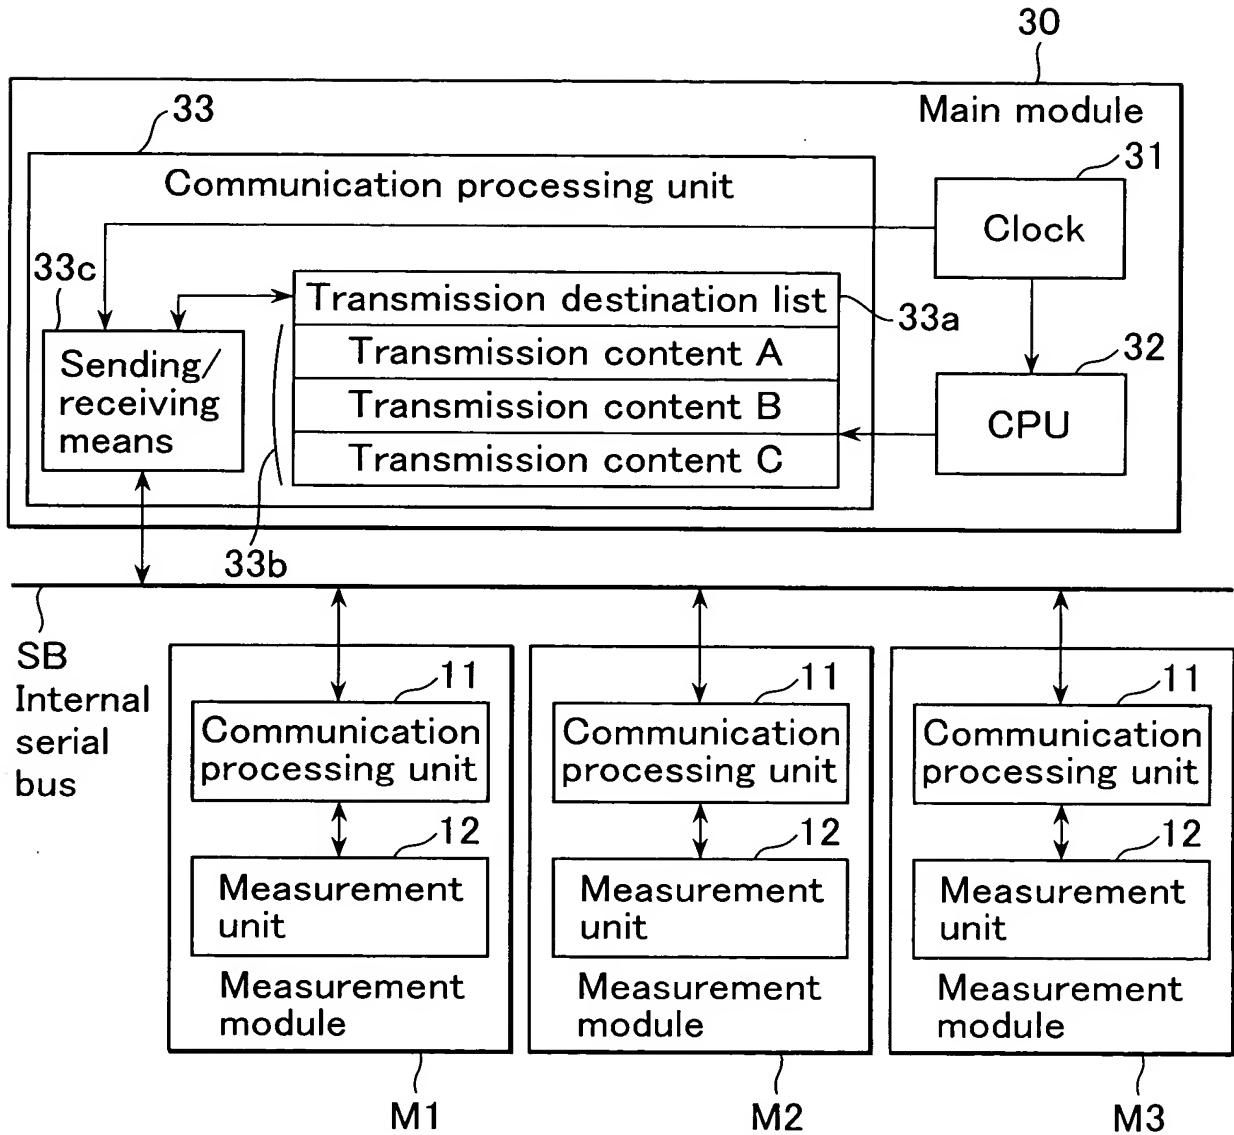 30
Main module
33
Communication processing unit
31
Clock
33c
Transmission destination list
33a
Sending/
receiving
means
Transmission content A
Transmission content B
Transmission content C
32
CPU
33b
SB
Internal
serial
bus
11
Communication
processing unit
12
Measurement
unit
Measurement
module
M1
11
Communication
processing unit
12
Measurement
unit
Measurement
module
M2
11
Communication
processing unit
12
Measurement
unit
Measurement
module
M3